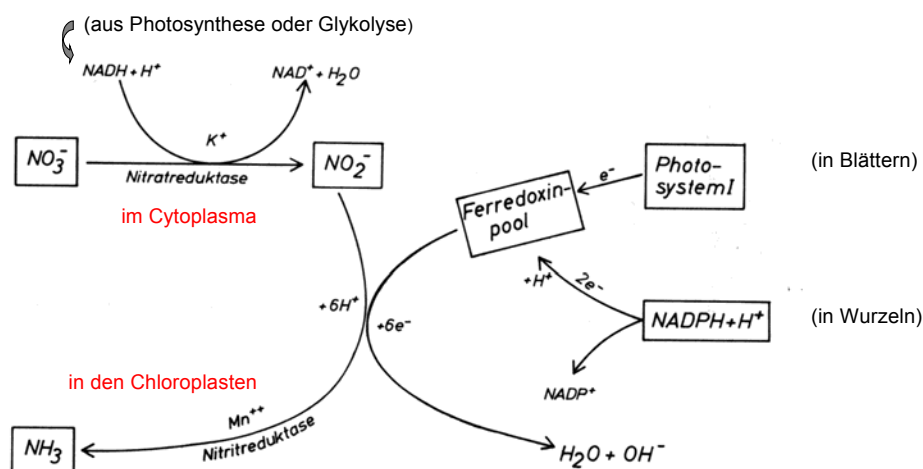 (aus Photosynthese oder Glykolyse)
NADH + H⁺
NAD⁺ + H₂O
K⁺
NO₃⁻
NO₂⁻
Nitratreduktase
im Cytoplasma
e⁻
Photo-
system I
(in Blättern)
Ferredoxin-
pool
+H⁺
2e⁻
+6H⁺
+6e⁻
NADPH + H⁺
(in Wurzeln)
in den Chloroplasten
NADP⁺
Mn⁺⁺
Nitritreduktase
NH₃
H₂O + OH⁻